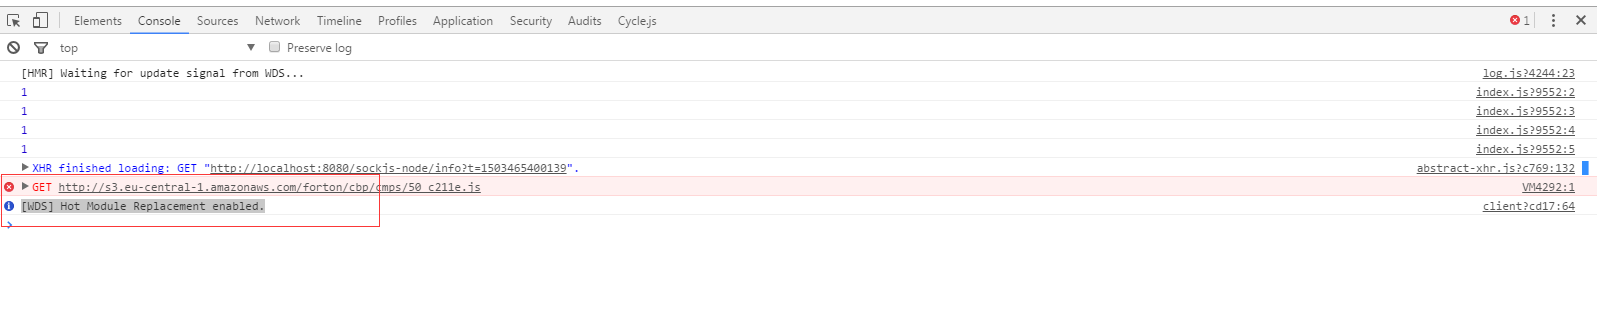 Elements Console Sources Network Timeline Profiles Application Security Audits Cycle.js 1
top Preserve log
[HMR] Waiting for update signal from WDS... log.js?4244:23
1 index.js?9552:2
1 index.js?9552:3
1 index.js?9552:4
1 index.js?9552:5
XHR finished loading: GET "http://localhost:8080/sockjs-node/info?t=1503465400139". abstract-xhr.js?c769:132
GET http://s3.eu-central-1.amazonaws.com/forton/cbp/cmps/50_c211e.js VM4292:1
[WDS] Hot Module Replacement enabled. client?cd17:64